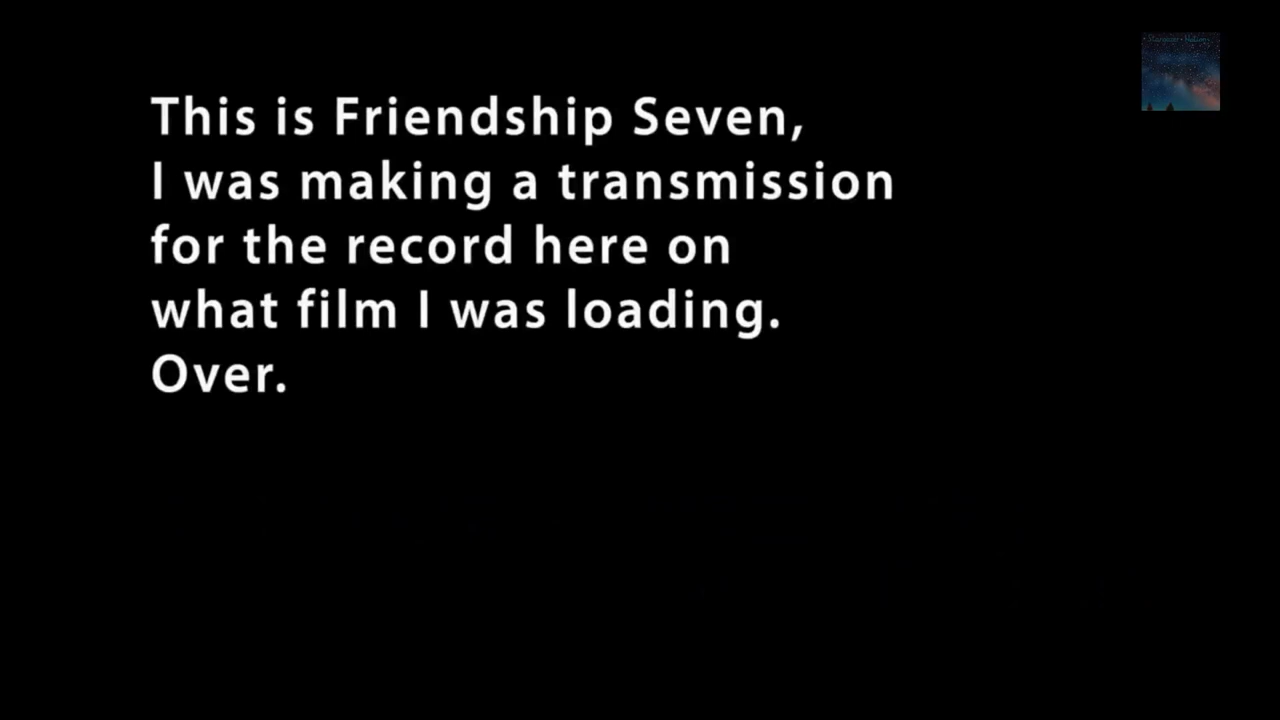 This is Friendship Seven,
I was making a transmission
for the record here on
what film I was loading.
Over.